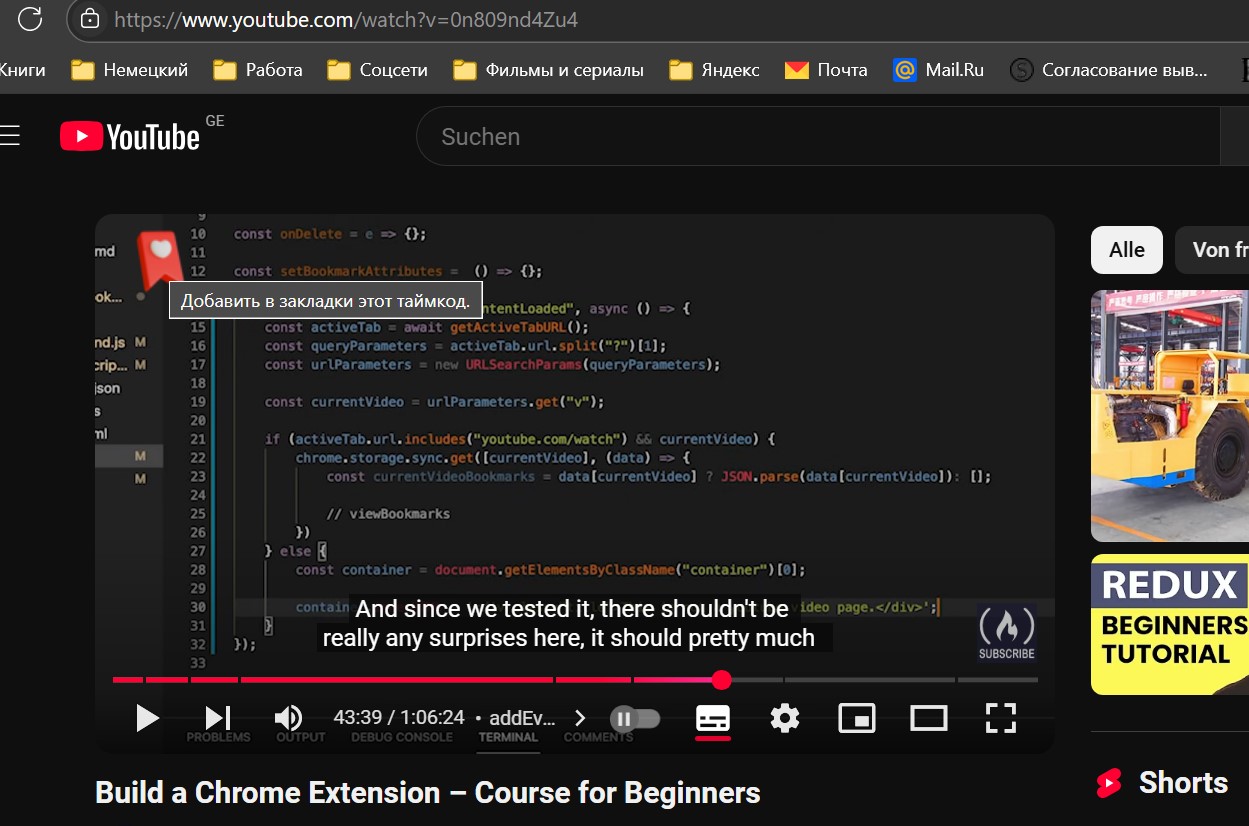 https://www.youtube.com/watch?v=0n809nd4Zu4
Книги Немецкий Работа Соцсети Фильмы и сериалы Яндекс Почта Mail.Ru Согласование выв...
YouTube GE
Suchen
Alle
Von fr
9
10 const onDelete = e => {};
md
11
12 const setBookmarkAttributes = () => {};
ok...
Добавить в закладки этот таймкод.
ntentLoaded", async () => {
15 const activeTab = await getActiveTabURL();
nd.js M
16 const queryParameters = activeTab.url.split("?")[1];
crip... M
17 const urlParameters = new URLSearchParams(queryParameters);
json
18
19 const currentVideo = urlParameters.get("v");
s
20
ml
21 if (activeTab.url.includes("youtube.com/watch") && currentVideo) {
M
22 chrome.storage.sync.get([currentVideo], (data) => {
M
23 const currentVideoBookmarks = data[currentVideo] ? JSON.parse(data[currentVideo]): [];
24
25 // viewBookmarks
26 })
27 } else {
28 const container = document.getElementsByClassName("container")[0];
29
30 contain
video page.</div>';
31 }
32 });
33
And since we tested it, there shouldn't be
really any surprises here, it should pretty much
SUBSCRIBE
43:39 / 1:06:24 • addEv...
PROBLEMS OUTPUT DEBUG CONSOLE TERMINAL COMMENTS
Build a Chrome Extension – Course for Beginners
REDUX
BEGINNERS
TUTORIAL
Shorts